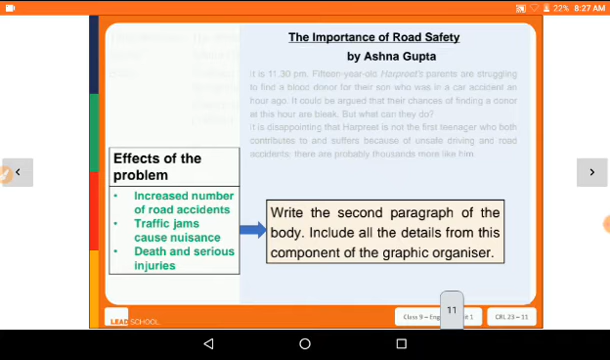 22% 8:27 AM
The Importance of Road Safety
by Ashna Gupta
It is 11.30 pm. Fifteen-year-old Harpreet's parents are struggling
to find a blood donor for their son who was in a car accident an
hour ago. It could be argued that their chances of finding a donor
at this hour are bleak. But what can they do?
It is disappointing that Harpreet is not the first teenager who both
contributes to and suffers because of unsafe driving and road
accidents: there are probably thousands more like him.
Effects of the
problem
• Increased number
of road accidents
• Traffic jams
cause nuisance
• Death and serious
injuries
Write the second paragraph of the
body. Include all the details from this
component of the graphic organiser.
11
LEAD SCHOOL
Class 9 – Eng
it 1
CRL 23 – 11